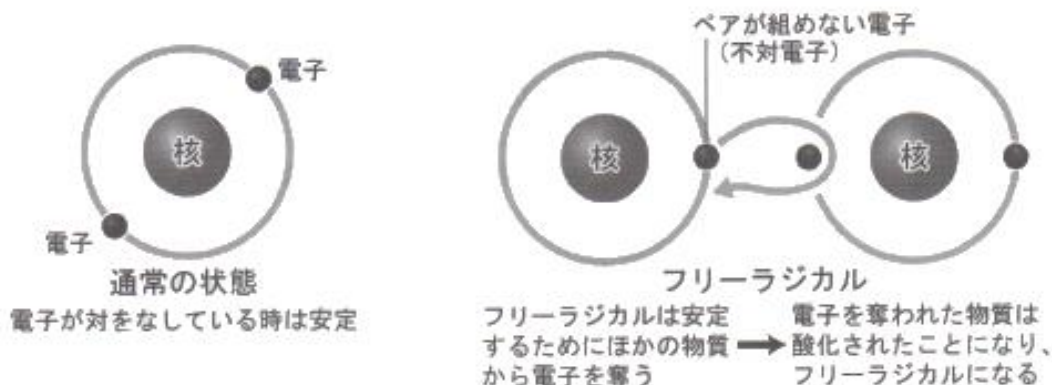 電子
核
電子
通常の状態
電子が対をなしている時は安定
ペアが組めない電子
（不対電子）
核
核
フリーラジカル
フリーラジカルは安定
するためにほかの物質
から電子を奪う
電子を奪われた物質は
酸化されたことになり、
フリーラジカルになる